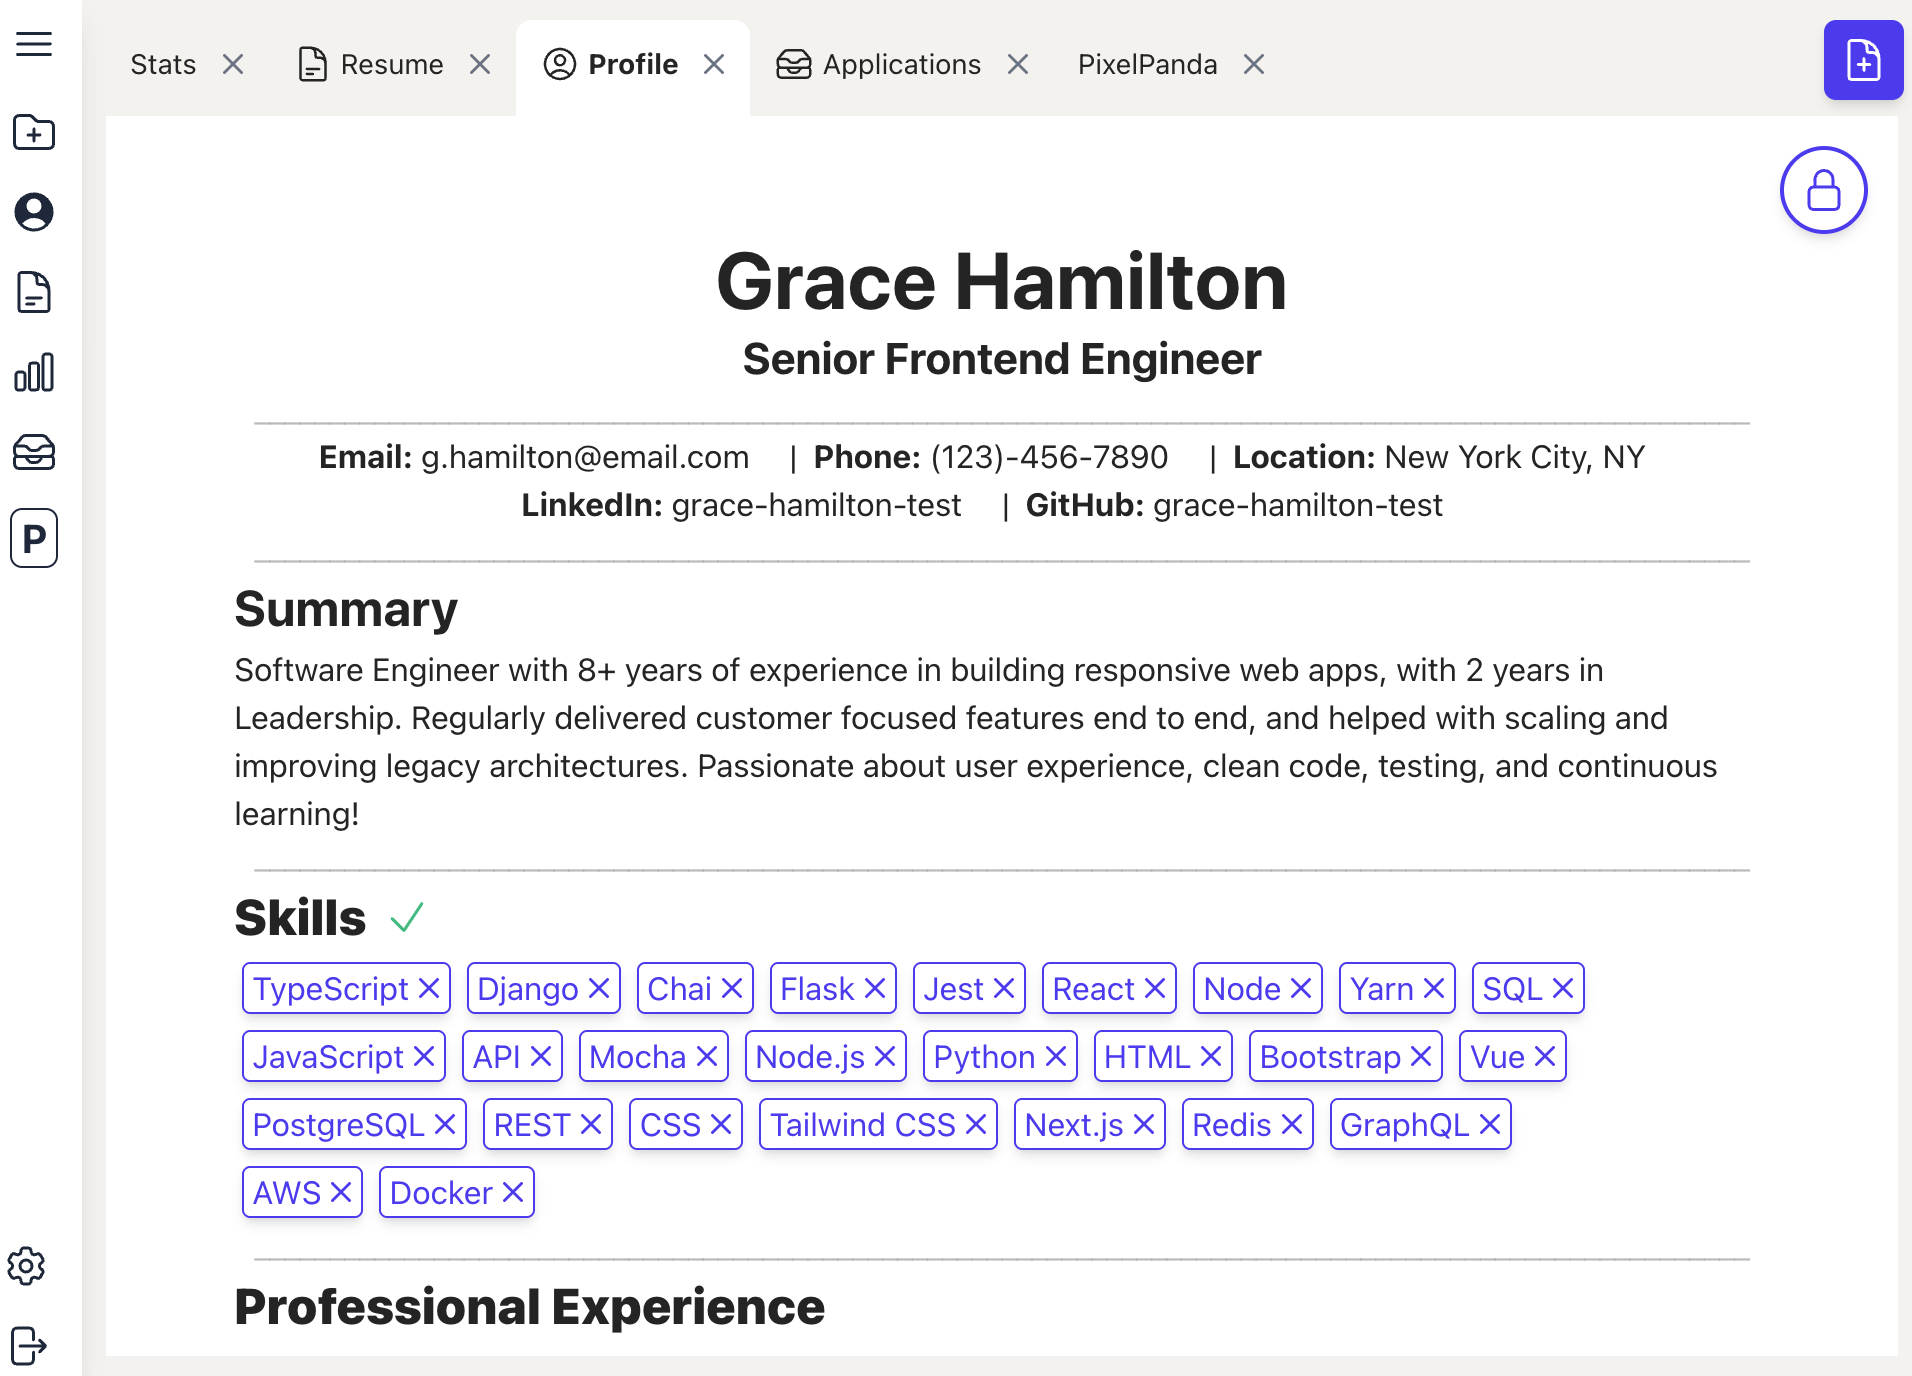 Stats Resume Profile Applications PixelPanda
P
Grace Hamilton
Senior Frontend Engineer
Email: g.hamilton@email.com | Phone: (123)-456-7890 | Location: New York City, NY
LinkedIn: grace-hamilton-test | GitHub: grace-hamilton-test
Summary
Software Engineer with 8+ years of experience in building responsive web apps, with 2 years in
Leadership. Regularly delivered customer focused features end to end, and helped with scaling and
improving legacy architectures. Passionate about user experience, clean code, testing, and continuous
learning!
Skills
TypeScript Django Chai Flask Jest React Node Yarn SQL
JavaScript API Mocha Node.js Python HTML Bootstrap Vue
PostgreSQL REST CSS Tailwind CSS Next.js Redis GraphQL
AWS Docker
Professional Experience